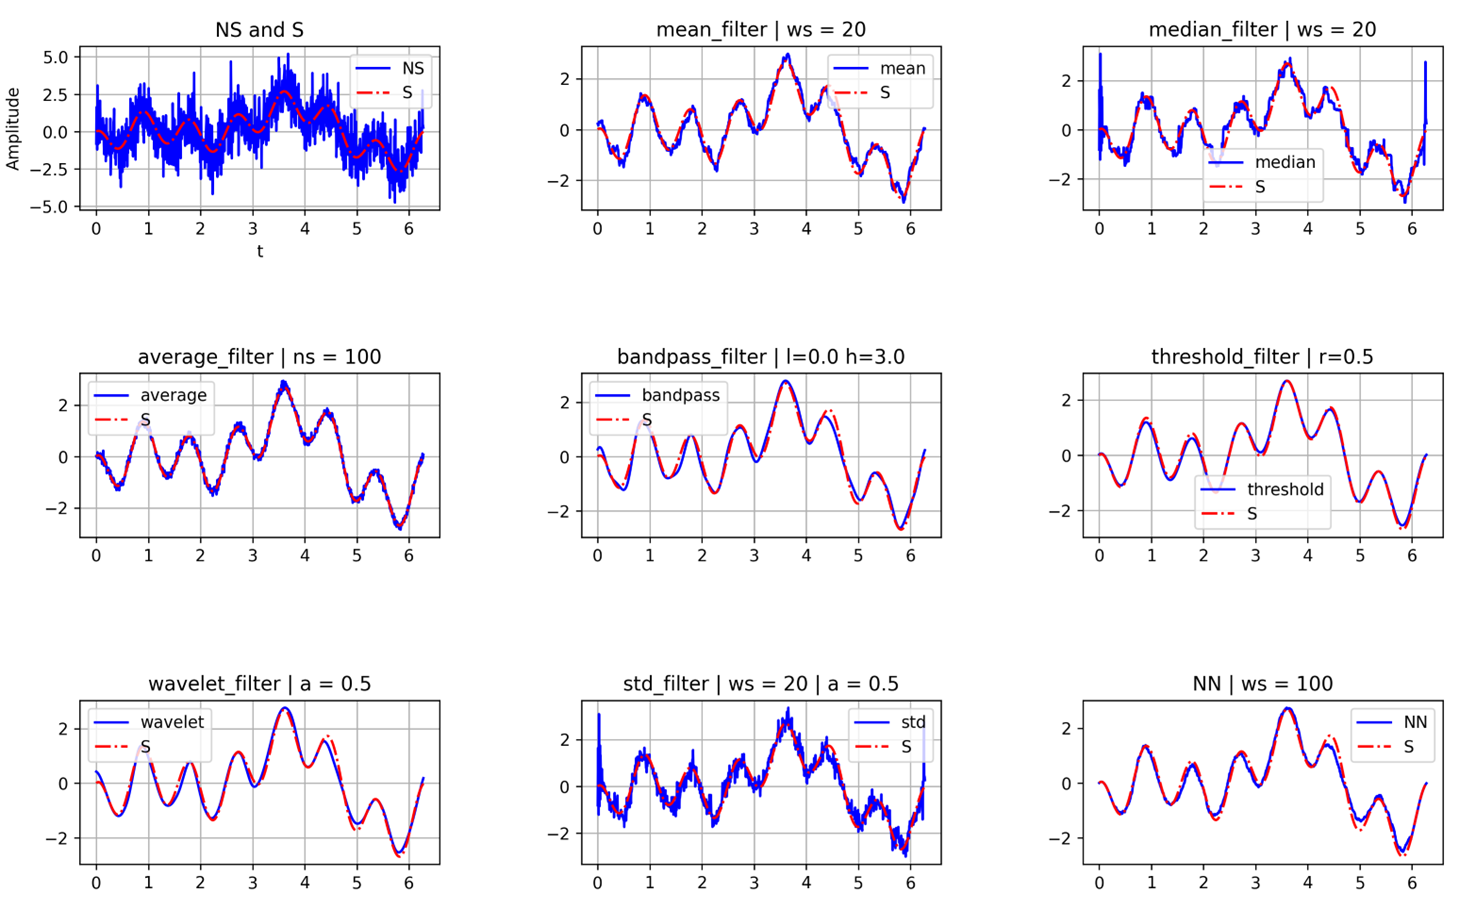 NS and S
5.0
2.5
0.0
−2.5
−5.0
Amplitude
NS
S
0 1 2 3 4 5 6
t
mean_filter | ws = 20
2
0
−2
mean
S
0 1 2 3 4 5 6
median_filter | ws = 20
2
0
−2
median
S
0 1 2 3 4 5 6
average_filter | ns = 100
2
0
−2
average
S
0 1 2 3 4 5 6
bandpass_filter | l=0.0 h=3.0
2
0
−2
bandpass
S
0 1 2 3 4 5 6
threshold_filter | r=0.5
2
0
−2
threshold
S
0 1 2 3 4 5 6
wavelet_filter | a = 0.5
2
0
−2
wavelet
S
0 1 2 3 4 5 6
std_filter | ws = 20 | a = 0.5
2
0
−2
std
S
0 1 2 3 4 5 6
NN | ws = 100
2
0
−2
NN
S
0 1 2 3 4 5 6